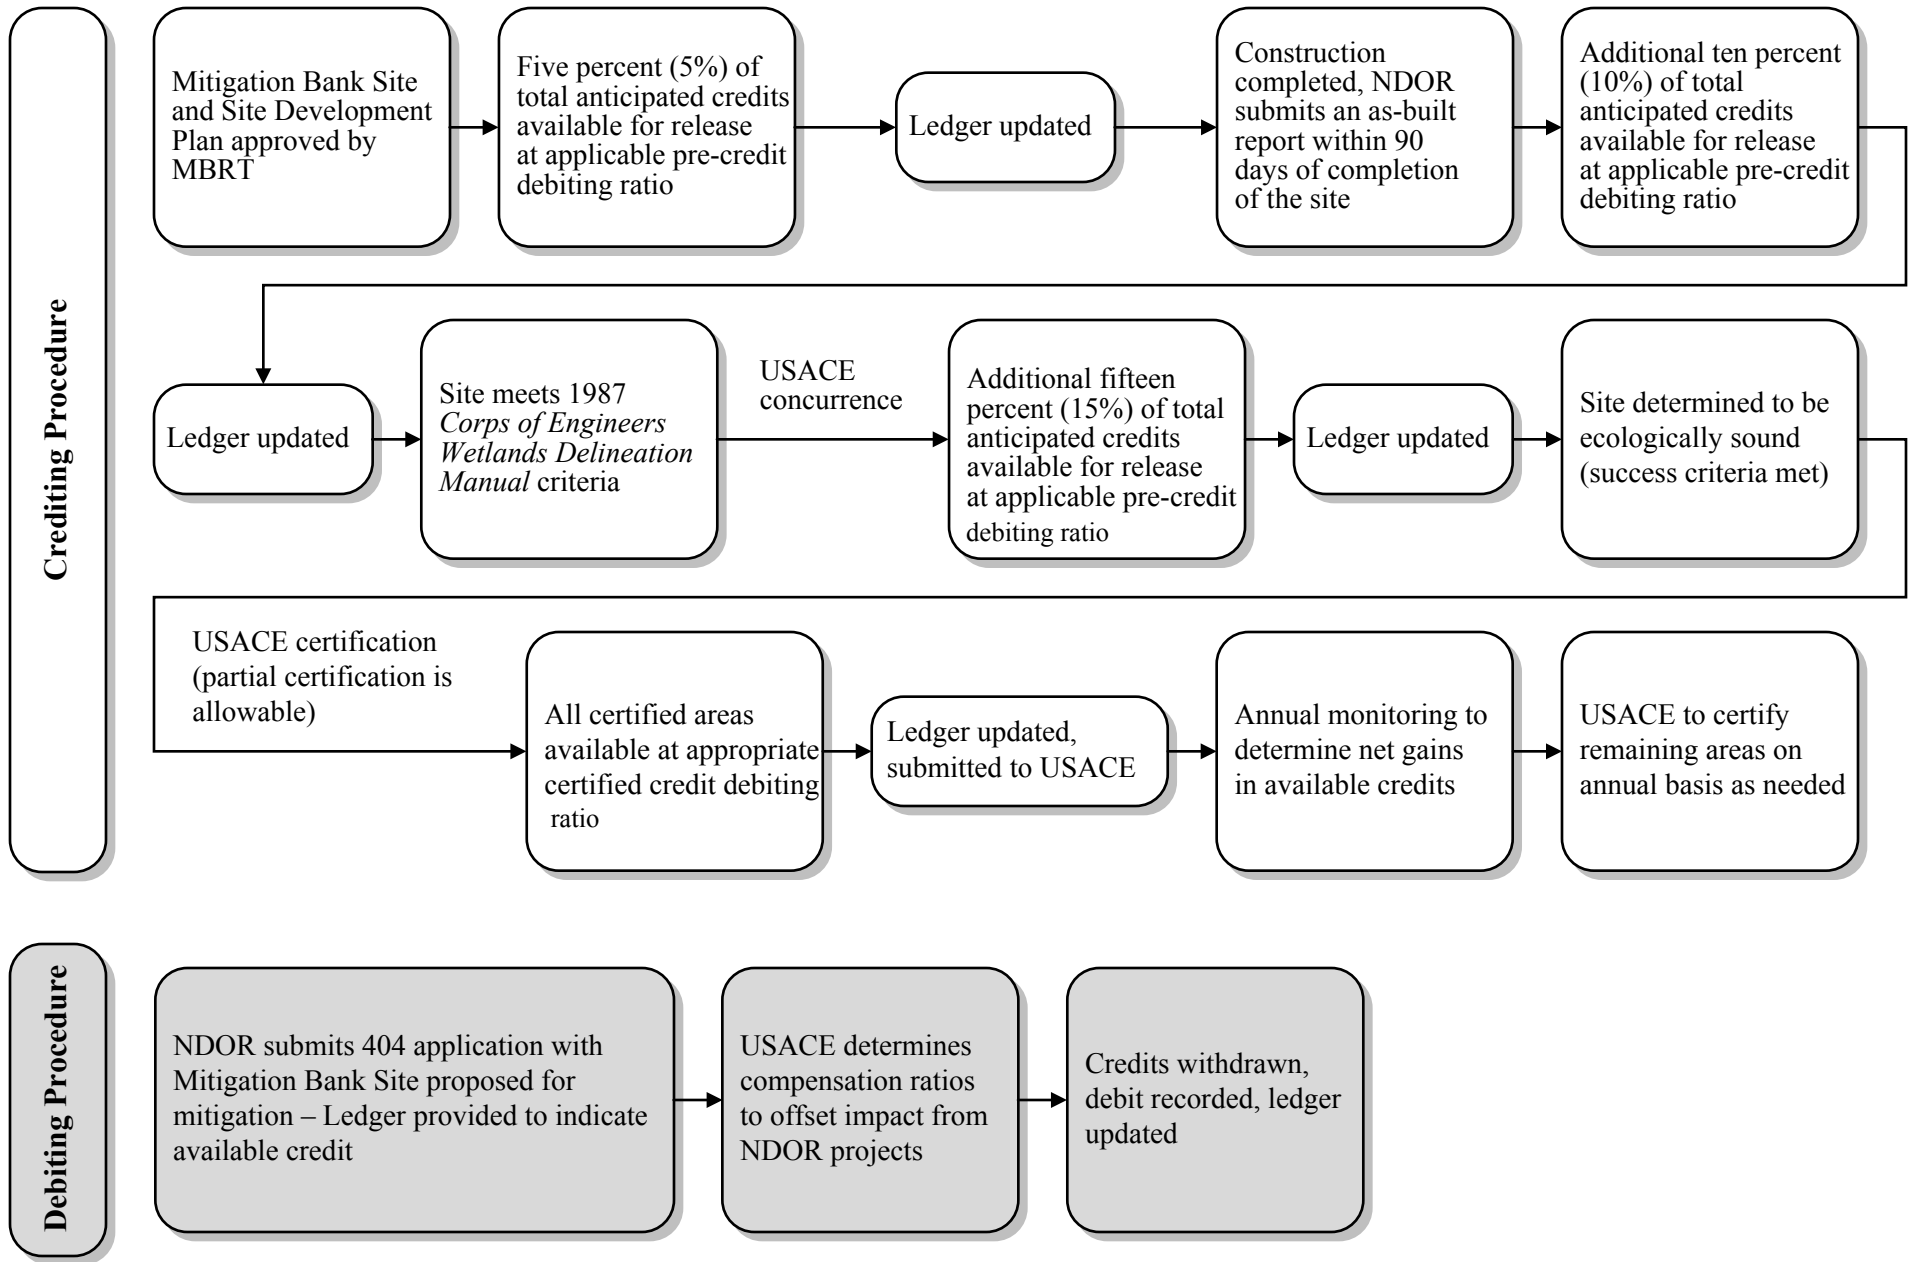 Crediting Procedure
Mitigation Bank Site
and Site Development
Plan approved by
MBRT
Five percent (5%) of
total anticipated credits
available for release
at applicable pre-credit
debiting ratio
Ledger updated
Construction
completed, NDOR
submits an as-built
report within 90
days of completion
of the site
Additional ten percent
(10%) of total
anticipated credits
available for release
at applicable pre-credit
debiting ratio
Ledger updated
Site meets 1987
Corps of Engineers
Wetlands Delineation
Manual criteria
USACE
concurrence
Additional fifteen
percent (15%) of total
anticipated credits
available for release
at applicable pre-credit
debiting ratio
Ledger updated
Site determined to be
ecologically sound
(success criteria met)
USACE certification
(partial certification is
allowable)
All certified areas
available at appropriate
certified credit debiting
ratio
Ledger updated,
submitted to USACE
Annual monitoring to
determine net gains
in available credits
USACE to certify
remaining areas on
annual basis as needed
Debiting Procedure
NDOR submits 404 application with
Mitigation Bank Site proposed for
mitigation – Ledger provided to indicate
available credit
USACE determines
compensation ratios
to offset impact from
NDOR projects
Credits withdrawn,
debit recorded, ledger
updated